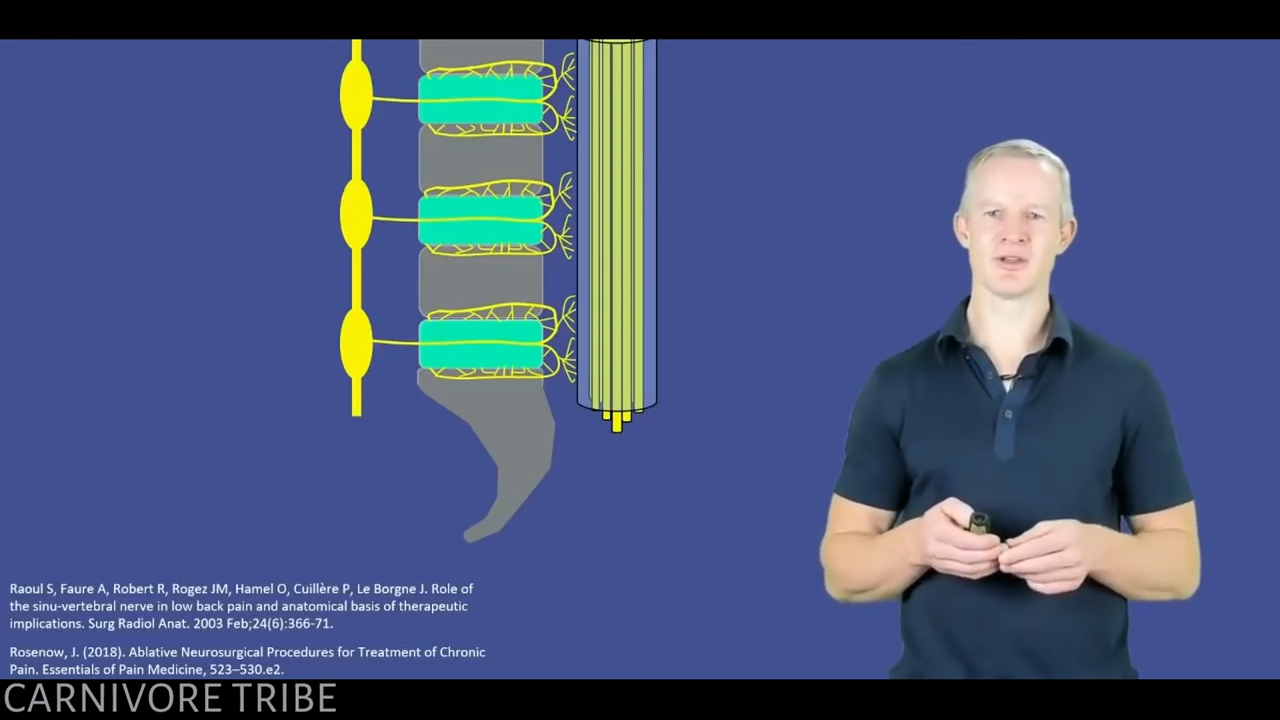 Raoul S, Faure A, Robert R, Rogez JM, Hamel O, Cuillère P, Le Borgne J. Role of
the sinu-vertebral nerve in low back pain and anatomical basis of therapeutic
implications. Surg Radiol Anat. 2003 Feb;24(6):366-71.
Rosenow, J. (2018). Ablative Neurosurgical Procedures for Treatment of Chronic
Pain. Essentials of Pain Medicine, 523–530.e2.
CARNIVORE TRIBE